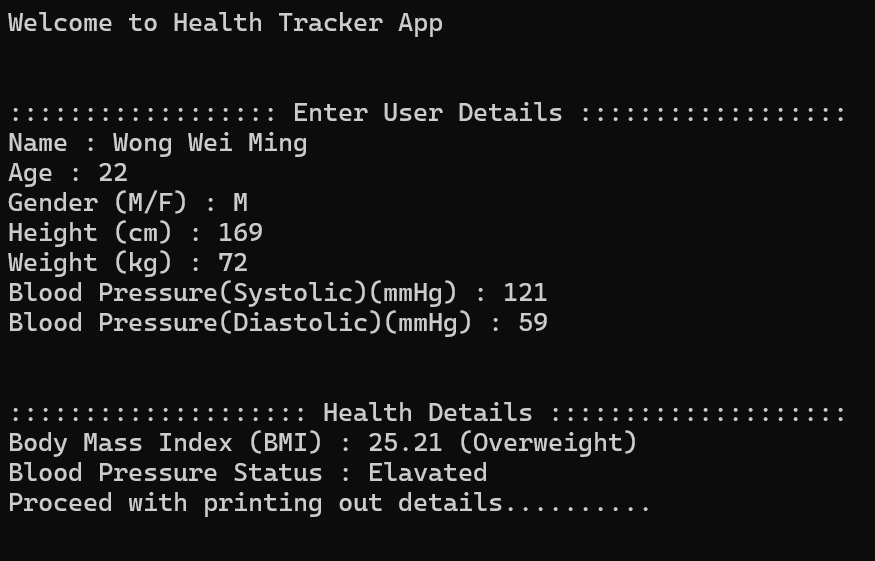 Welcome to Health Tracker App
:::::::::::::::::: Enter User Details ::::::::::::::::::
Name : Wong Wei Ming
Age : 22
Gender (M/F) : M
Height (cm) : 169
Weight (kg) : 72
Blood Pressure(Systolic)(mmHg) : 121
Blood Pressure(Diastolic)(mmHg) : 59
:::::::::::::::::::: Health Details ::::::::::::::::::::
Body Mass Index (BMI) : 25.21 (Overweight)
Blood Pressure Status : Elavated
Proceed with printing out details..........